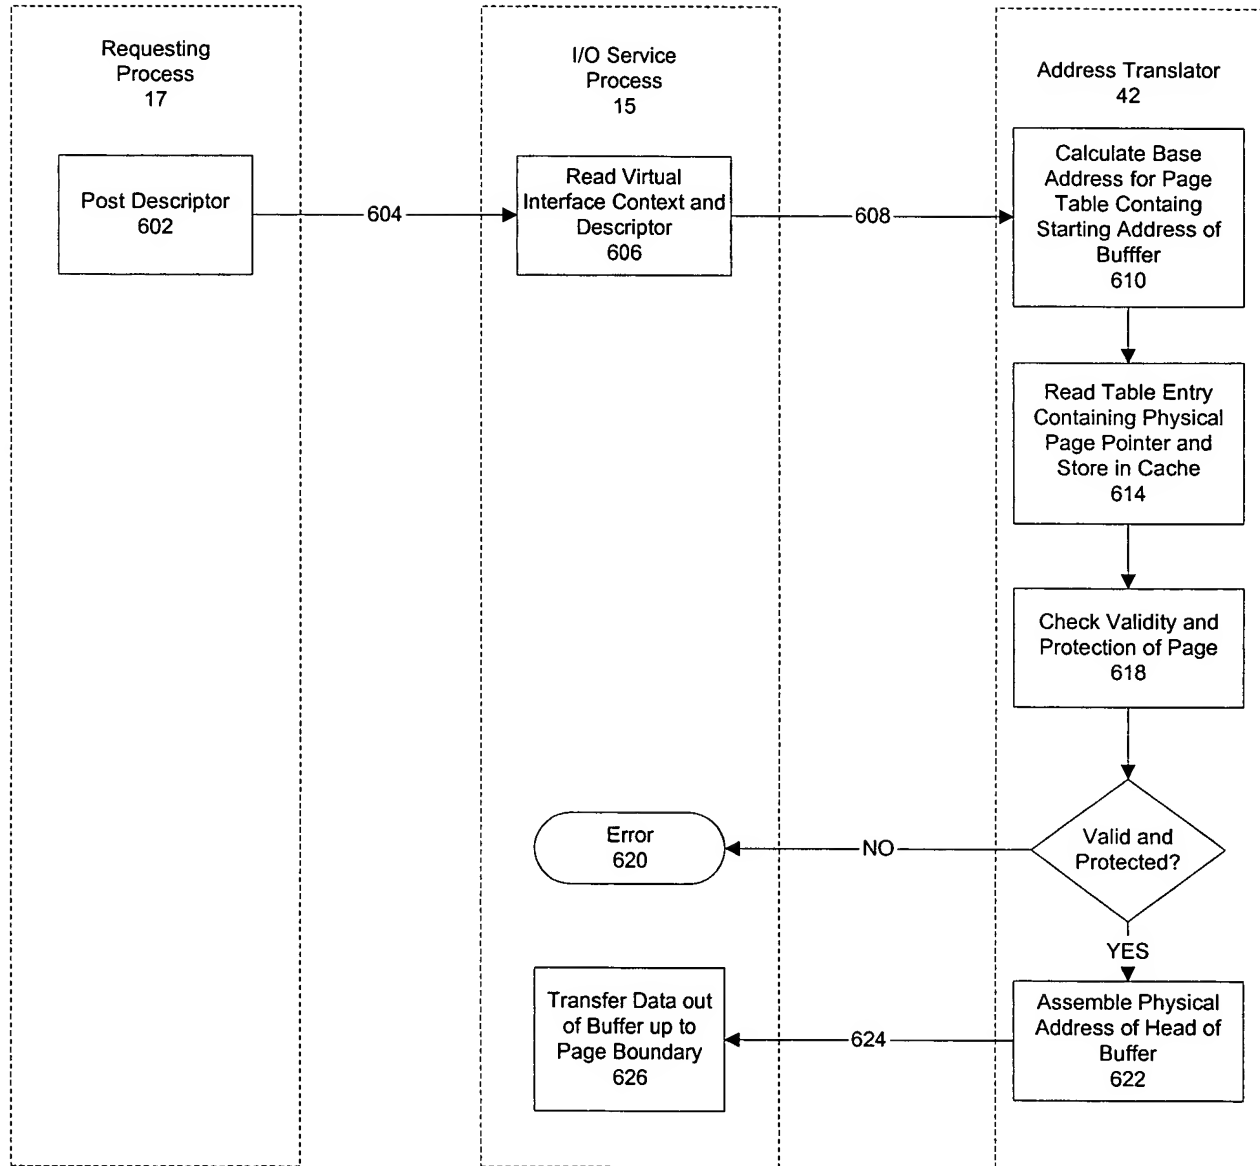 Requesting
Process
17
I/O Service
Process
15
Address Translator
42
Post Descriptor
602
604
Read Virtual
Interface Context and
Descriptor
606
608
Calculate Base
Address for Page
Table Containg
Starting Address of
Bufffer
610
Read Table Entry
Containing Physical
Page Pointer and
Store in Cache
614
Check Validity and
Protection of Page
618
Valid and
Protected?
NO
Error
620
YES
Assemble Physical
Address of Head of
Buffer
622
624
Transfer Data out
of Buffer up to
Page Boundary
626